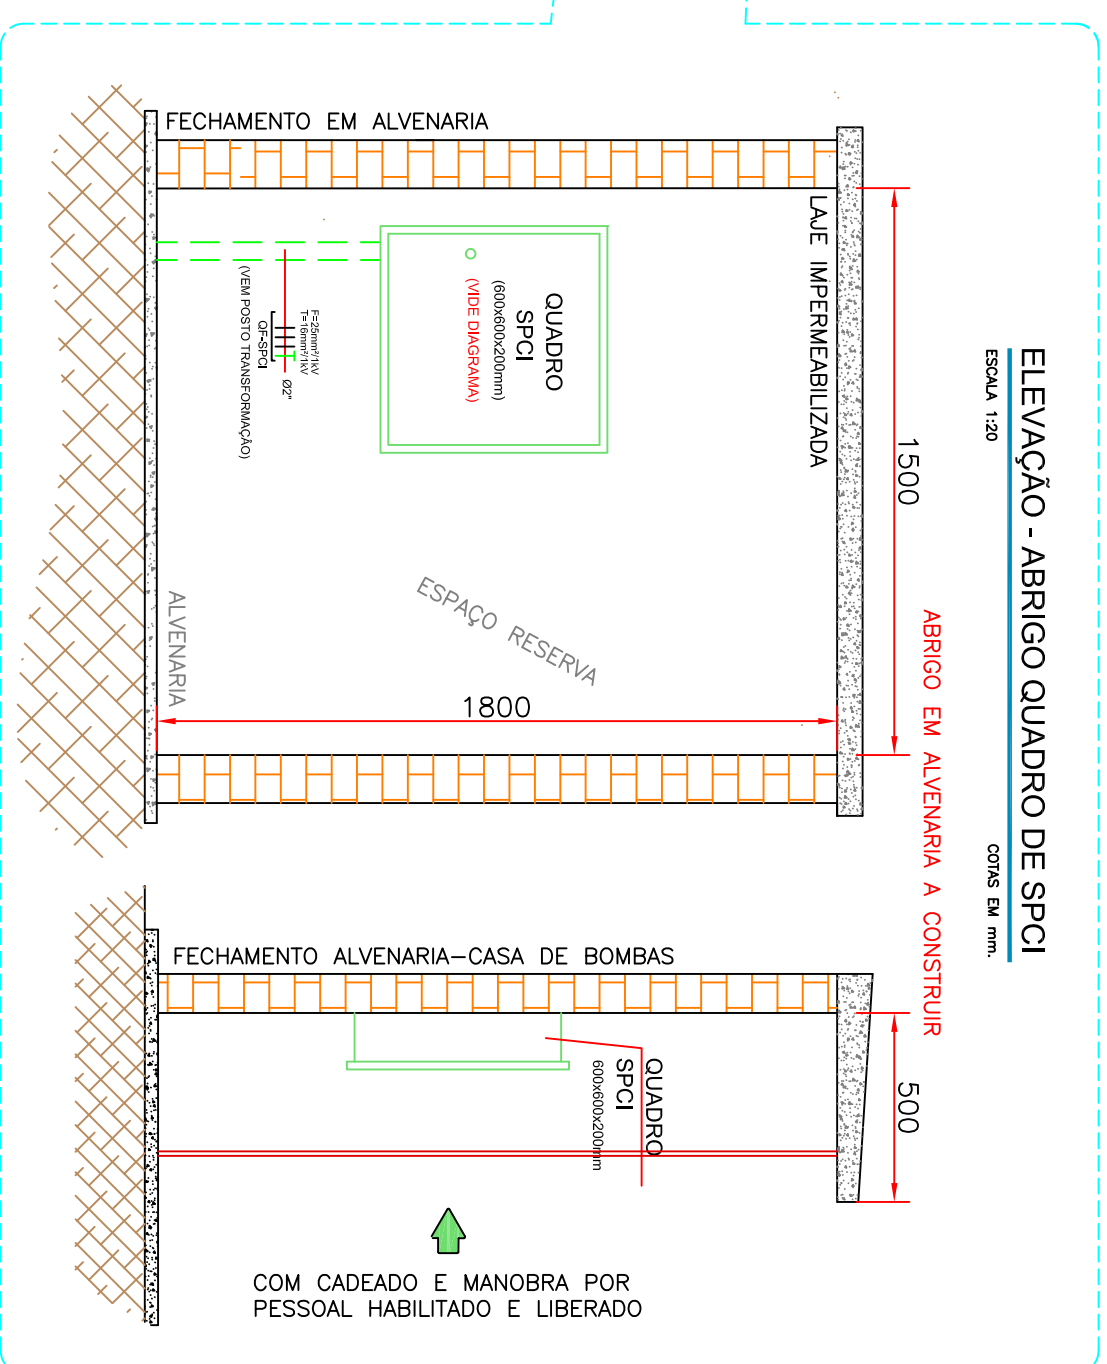 ELEVAÇÃO - ABRIGO QUADRO DE SPCI
ESCALA 1:20
COTAS EM mm.
ABRIGO EM ALVENARIA A CONSTRUIR
1500
LAJE IMPERMEABILIZADA
FECHAMENTO EM ALVENARIA
QUADRO
SPCI
(600x600x200mm)
(VIDE DIAGRAMA)
F=25mm²/1kV
T=16mm²/1kV
Ø2"
QF-SPCI
(VEM POSTO TRANSFORMAÇÃO)
ESPAÇO RESERVA
1800
ALVENARIA
500
FECHAMENTO ALVENARIA-CASA DE BOMBAS
QUADRO
SPCI
600x600x200mm
COM CADEADO E MANOBRA POR
PESSOAL HABILITADO E LIBERADO